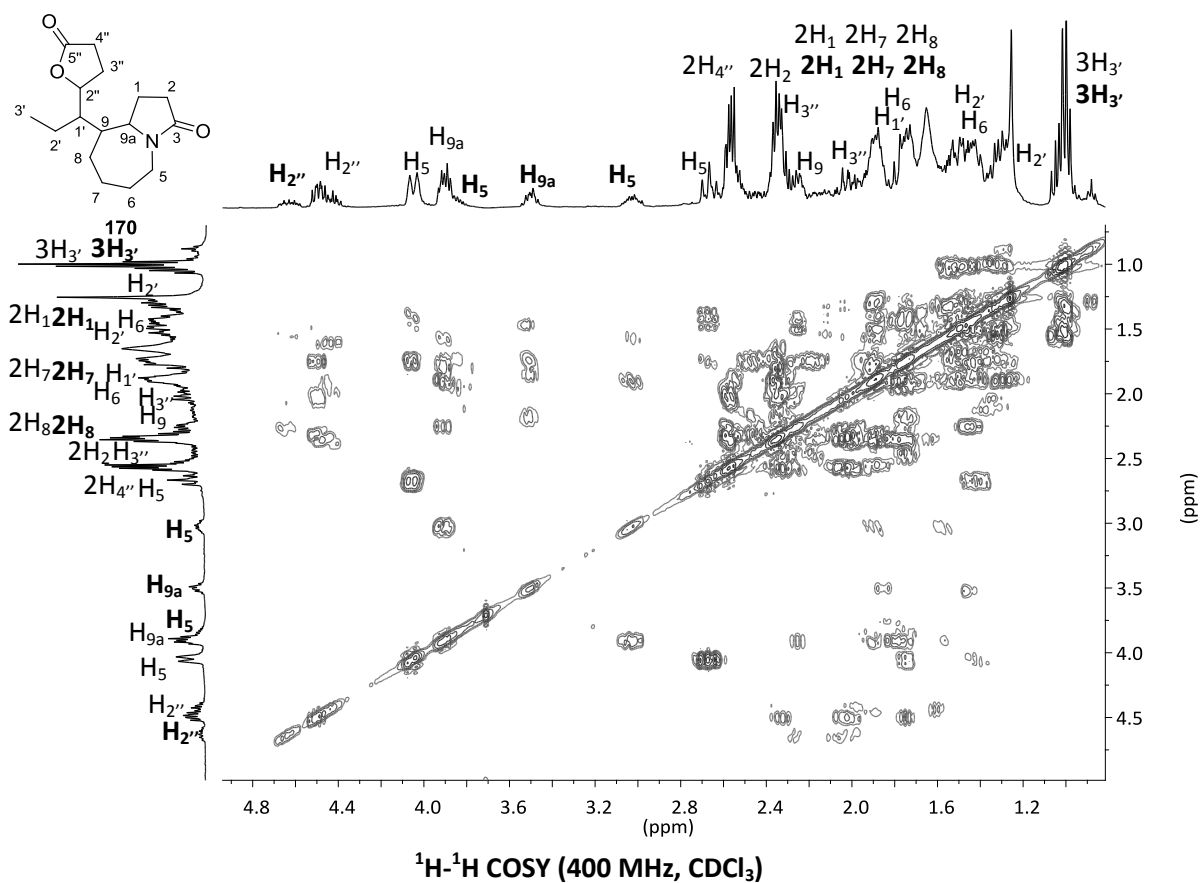 O
4''
5''
3''
O
2''
1
2
3'
9
1'
3
O
2'
9a
N
8
5
7
6
170
2H₁ 2H₇ 2H₈
2H₄'' 2H₂ **2H₁ 2H₇ 2H₈** 3H₃'
H₃'' H₆ H₂' **3H₃'**
H₉ₐ H₁' H₆
**H₂''** H₂'' H₅ **H₅** **H₉ₐ** **H₅** H₅ H₉ H₃'' H₂'
3H₃' **3H₃'**
H₂'
2H₁ **2H₁** H₆
H₂'
2H₇ **2H₇** H₁'
H₆ H₃''
H₉
2H₈ **2H₈**
2H₂ H₃''
2H₄'' H₅
**H₅**
**H₉ₐ**
**H₅**
H₉ₐ
H₅
H₂''
**H₂''**
1.0
1.5
2.0
2.5
3.0
3.5
4.0
4.5
(ppm)
4.8 4.4 4.0 3.6 3.2 2.8 2.4 2.0 1.6 1.2
(ppm)
¹H-¹H COSY (400 MHz, CDCl₃)